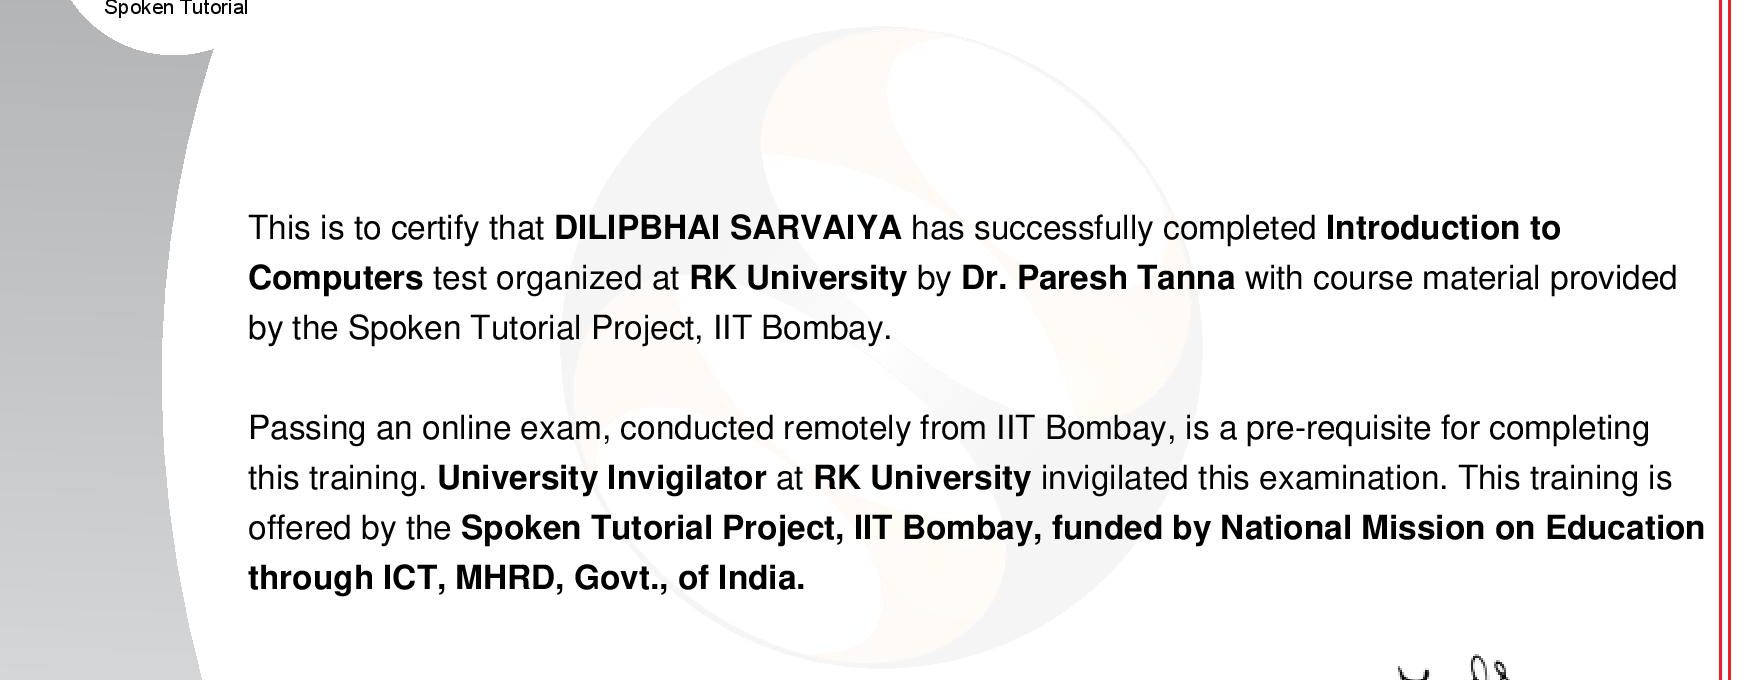 Spoken Tutorial
This is to certify that DILIPBHAI SARVAIYA has successfully completed Introduction to
Computers test organized at RK University by Dr. Paresh Tanna with course material provided
by the Spoken Tutorial Project, IIT Bombay.
Passing an online exam, conducted remotely from IIT Bombay, is a pre-requisite for completing
this training. University Invigilator at RK University invigilated this examination. This training is
offered by the Spoken Tutorial Project, IIT Bombay, funded by National Mission on Education
through ICT, MHRD, Govt., of India.